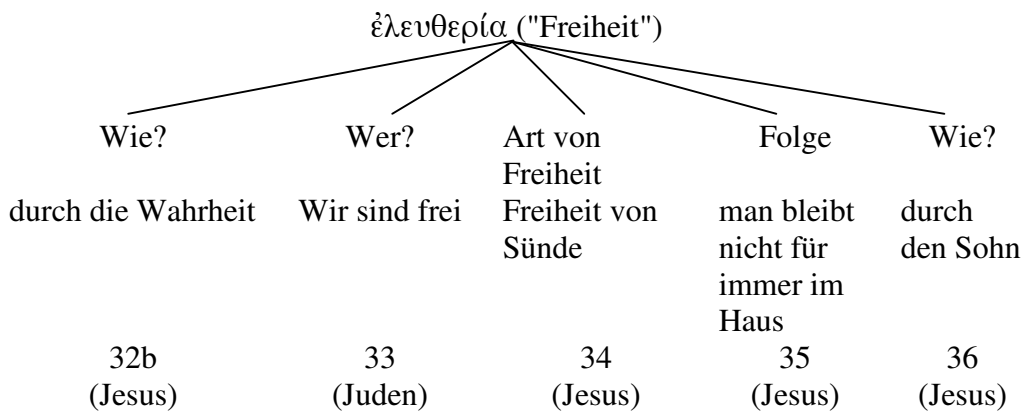 ἐλευθερία ("Freiheit")
Wie? Wer? Art von Folge Wie?
Freiheit
durch die Wahrheit Wir sind frei Freiheit von man bleibt durch
Sünde nicht für den Sohn
immer im
Haus
32b 33 34 35 36
(Jesus) (Juden) (Jesus) (Jesus) (Jesus)